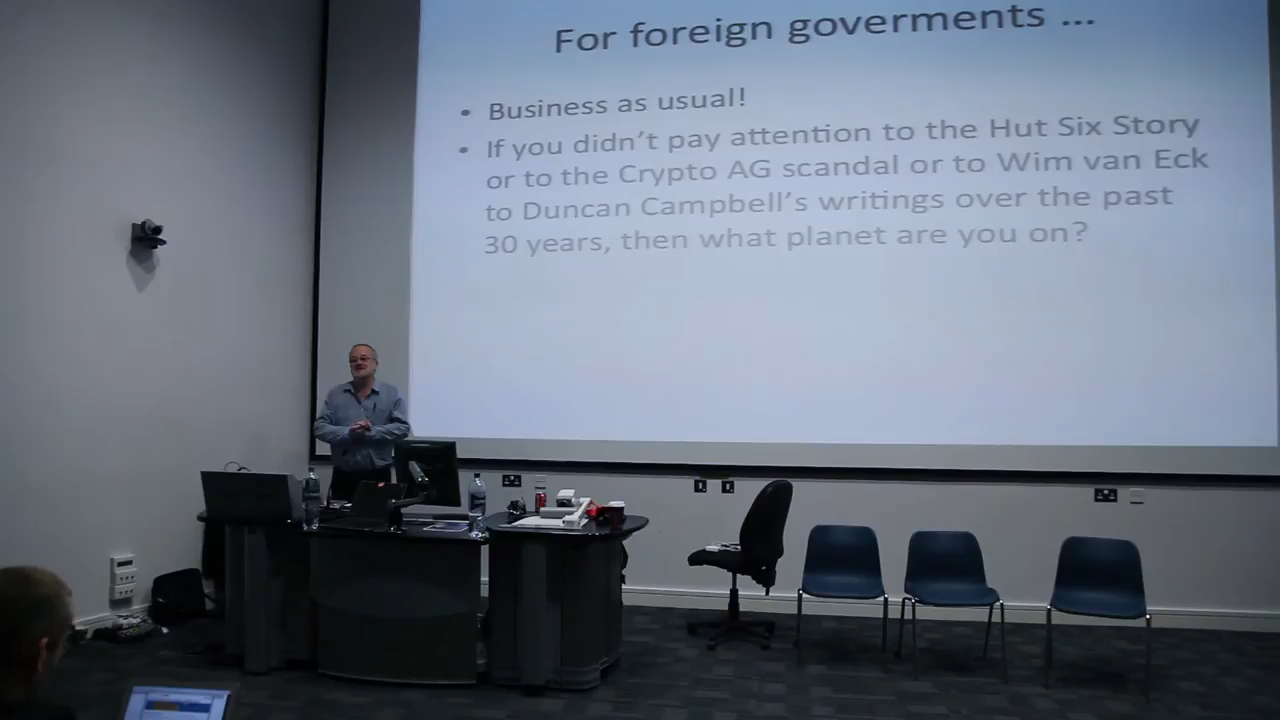 For foreign goverments ...
• Business as usual!
• If you didn't pay attention to the Hut Six Story
or to the Crypto AG scandal or to Wim van Eck
to Duncan Campbell's writings over the past
30 years, then what planet are you on?